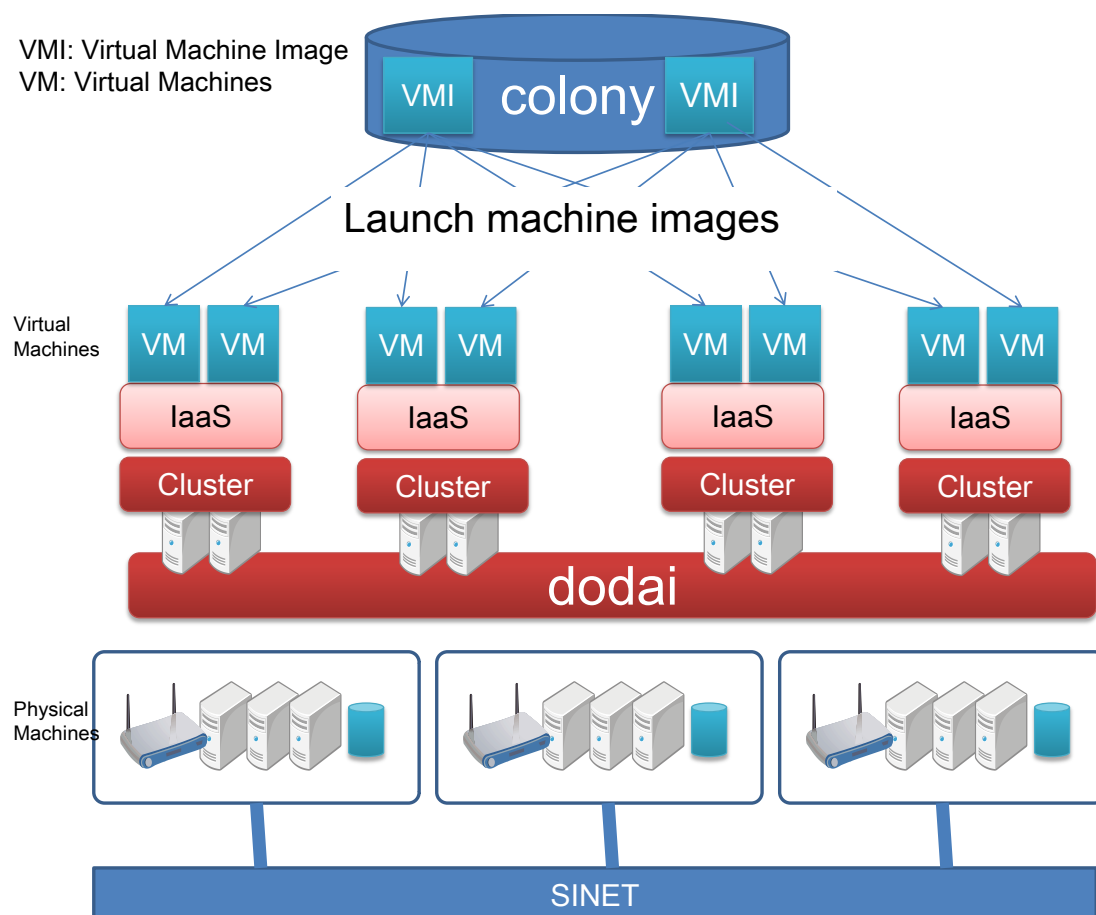 VMI: Virtual Machine Image
VM: Virtual Machines
VMI
colony
VMI
Launch machine images
Virtual
Machines
VM VM VM VM VM VM VM VM
IaaS IaaS IaaS IaaS
Cluster Cluster Cluster Cluster
dodai
Physical
Machines
SINET